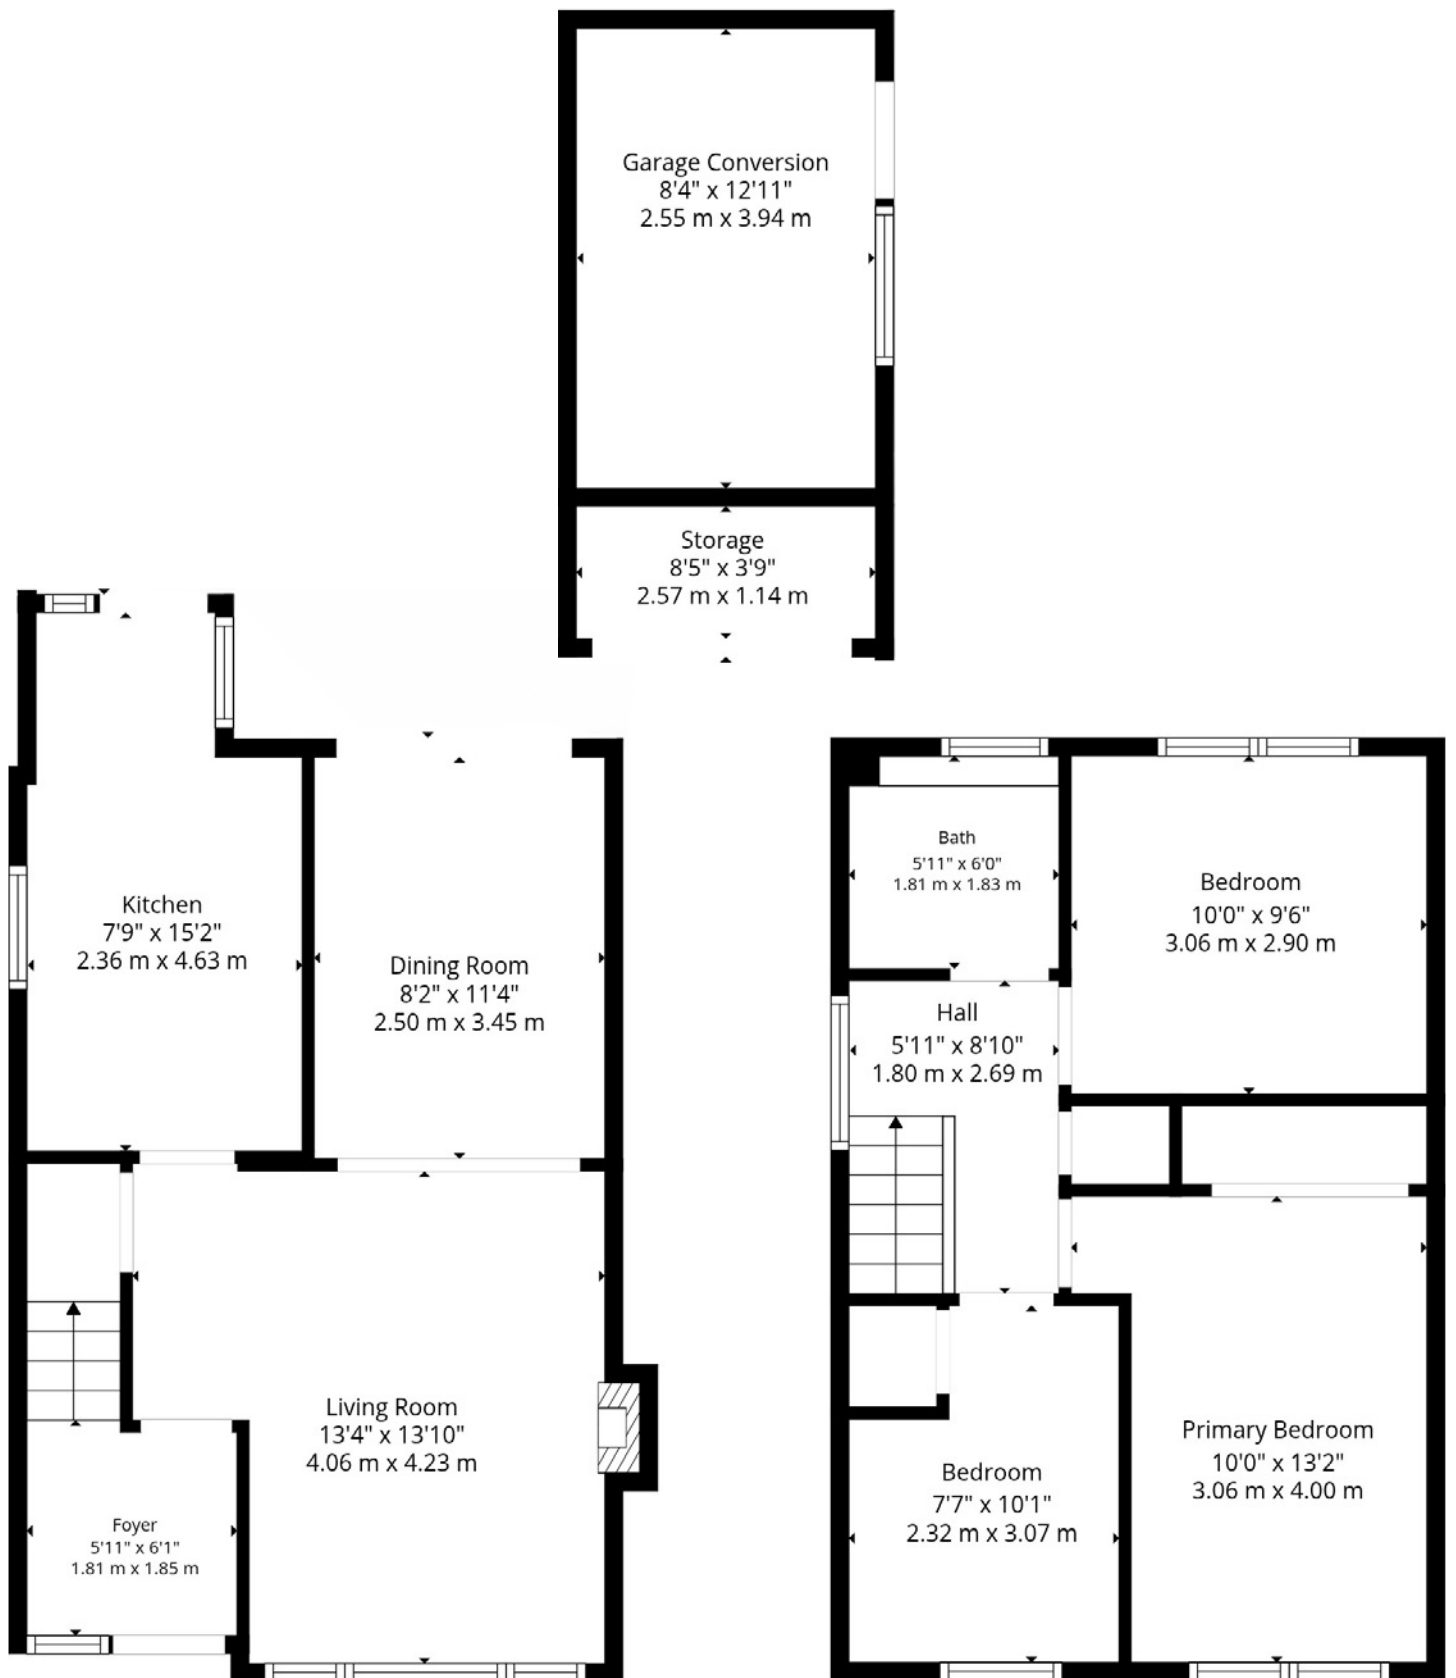 Garage Conversion
8'4" x 12'11"
2.55 m x 3.94 m
Storage
8'5" x 3'9"
2.57 m x 1.14 m
Kitchen
7'9" x 15'2"
2.36 m x 4.63 m
Dining Room
8'2" x 11'4"
2.50 m x 3.45 m
Living Room
13'4" x 13'10"
4.06 m x 4.23 m
Foyer
5'11" x 6'1"
1.81 m x 1.85 m
Bath
5'11" x 6'0"
1.81 m x 1.83 m
Bedroom
10'0" x 9'6"
3.06 m x 2.90 m
Hall
5'11" x 8'10"
1.80 m x 2.69 m
Primary Bedroom
10'0" x 13'2"
3.06 m x 4.00 m
Bedroom
7'7" x 10'1"
2.32 m x 3.07 m